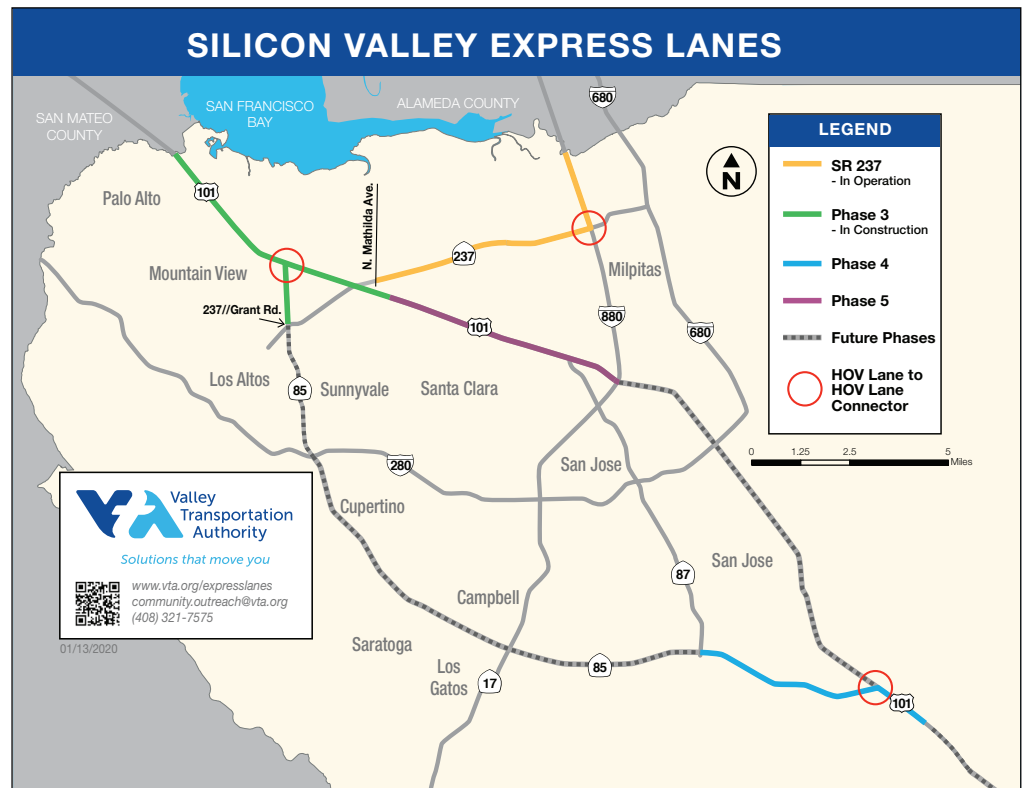 SILICON VALLEY EXPRESS LANES
SAN MATEO
COUNTY
SAN FRANCISCO
BAY
ALAMEDA COUNTY
680
LEGEND
SR 237
- In Operation
Phase 3
- In Construction
Phase 4
Phase 5
Future Phases
HOV Lane to
HOV Lane
Connector
N
0 1.25 2.5 5
Miles
Palo Alto
101
N. Mathilda Ave.
237
Mountain View
Milpitas
237//Grant Rd.
880
101
680
Los Altos
85
Sunnyvale
Santa Clara
280
San Jose
Cupertino
VTA
Valley
Transportation
Authority
Solutions that move you
www.vta.org/expresslanes
community.outreach@vta.org
(408) 321-7575
01/13/2020
San Jose
87
Campbell
Saratoga
Los
Gatos
17
85
101